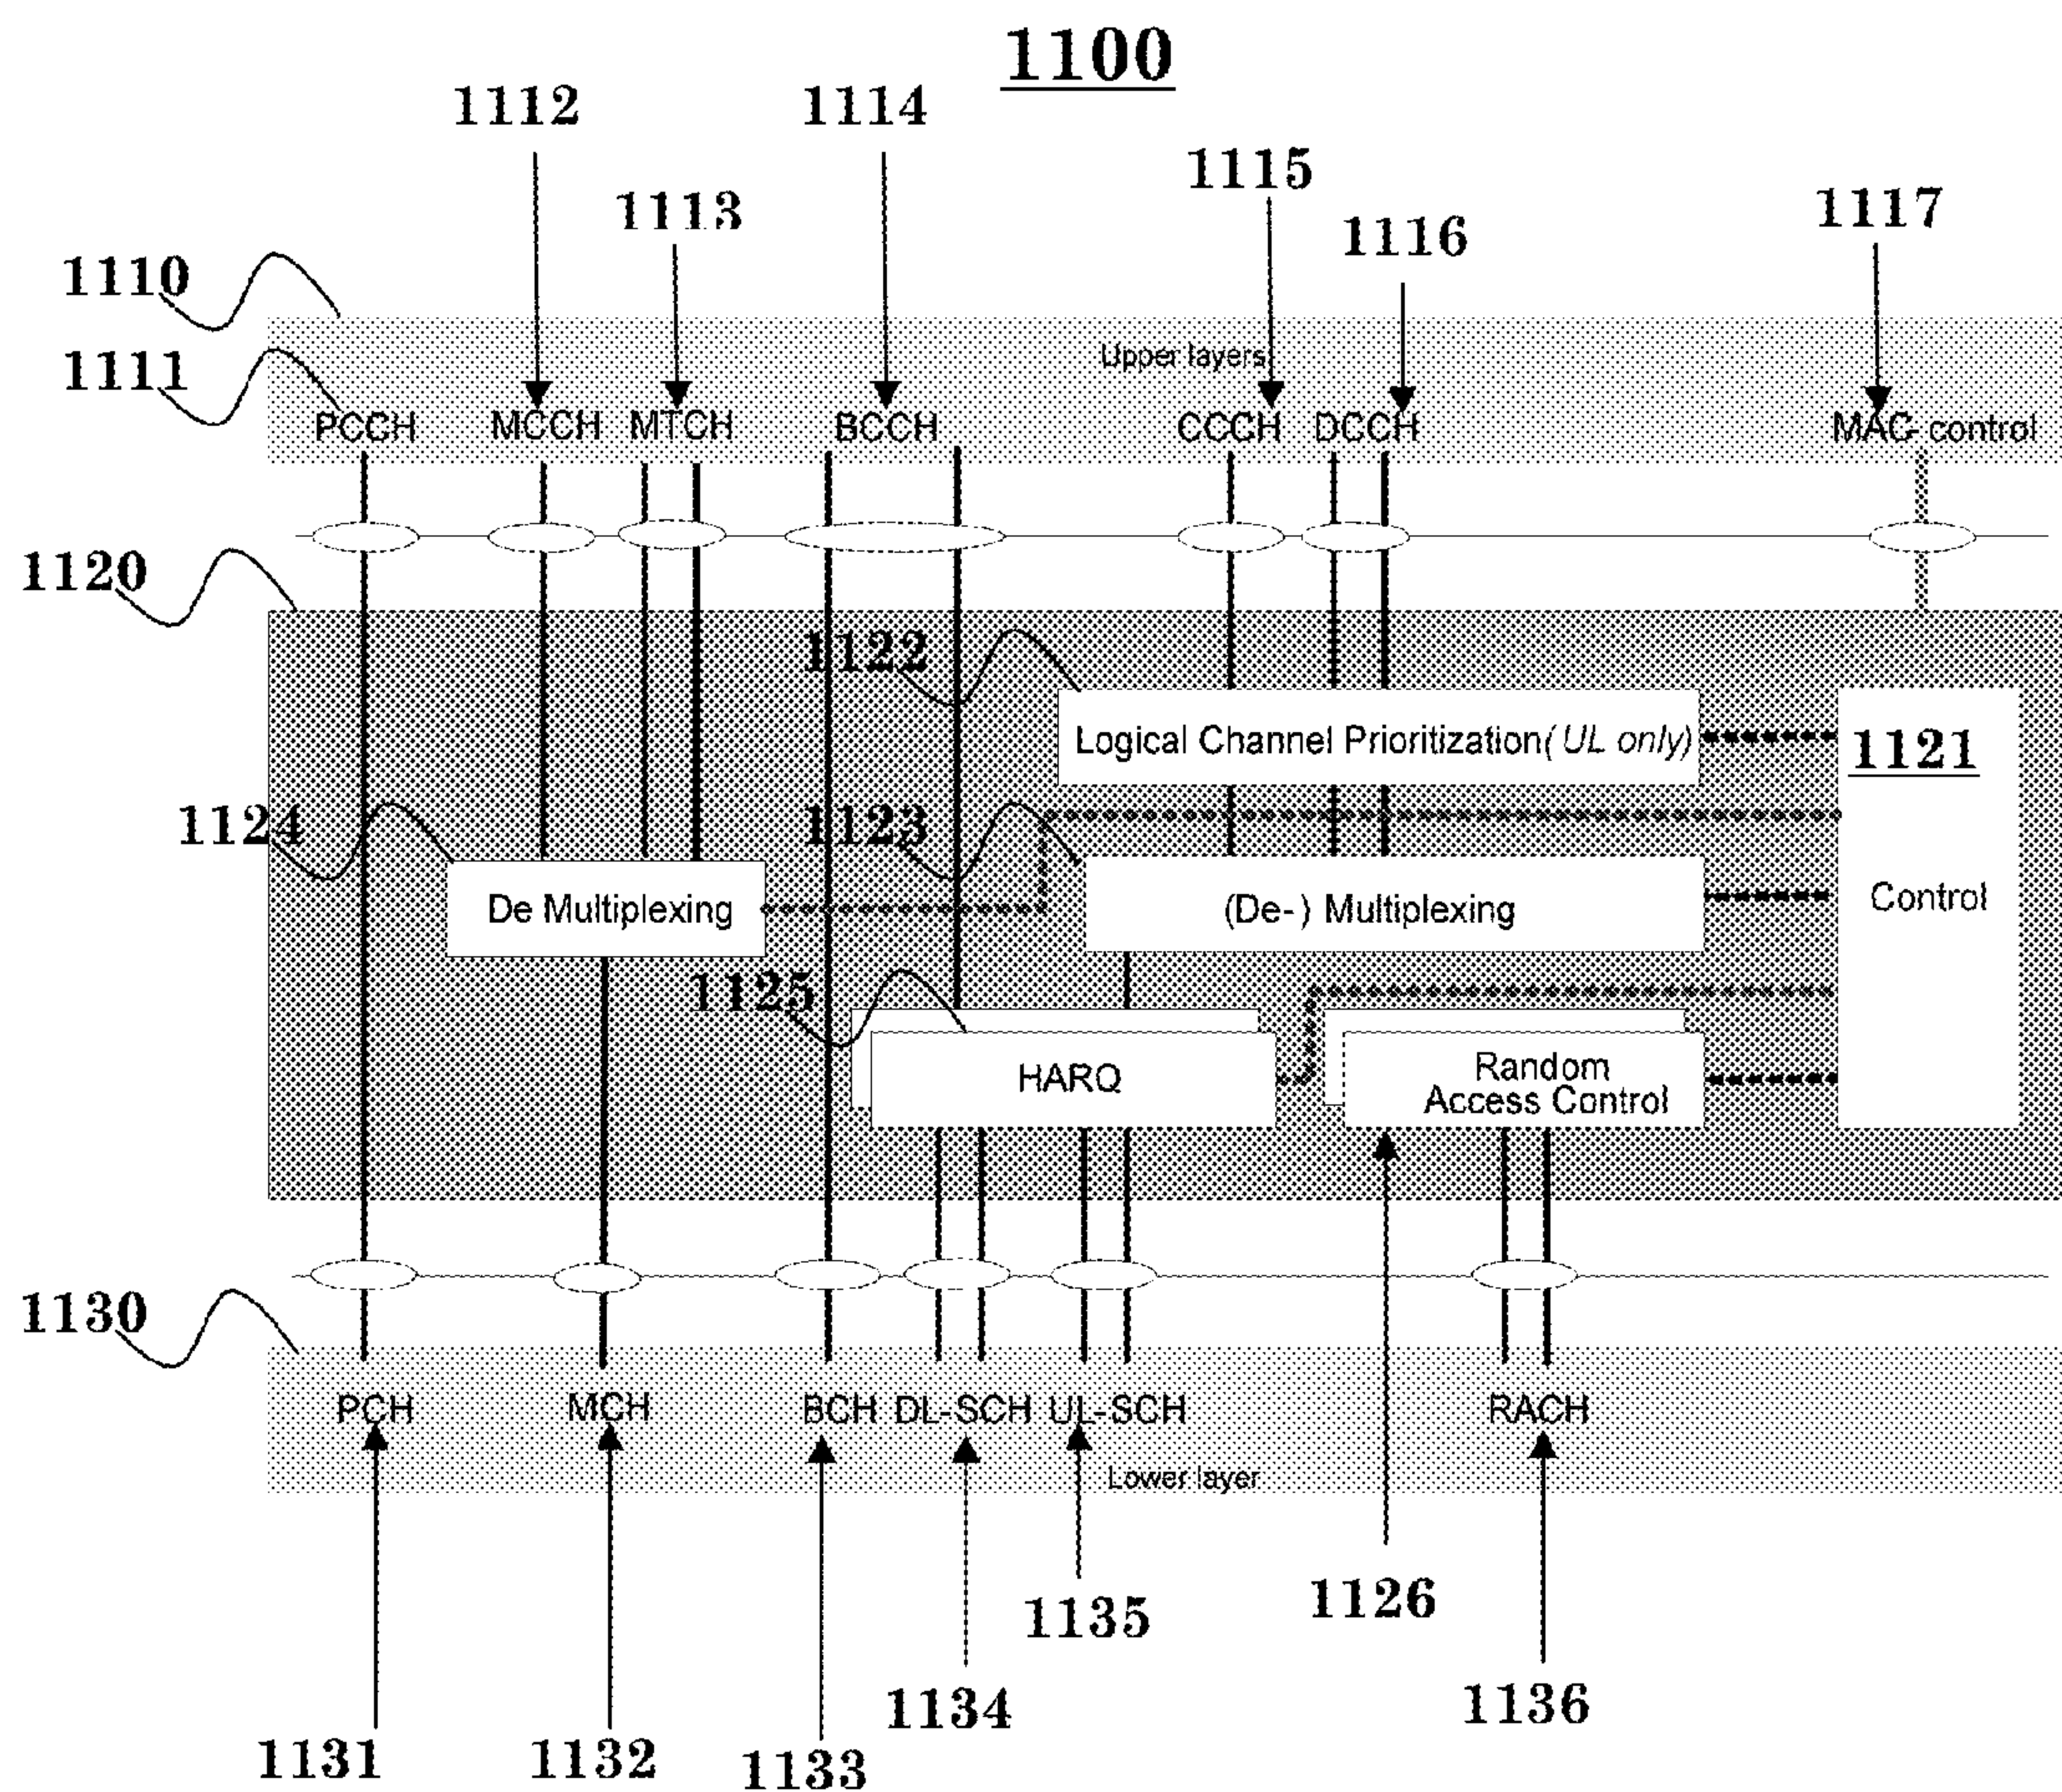 1100
1112
1114
1115
1113
1116
1117
1110
Upper layers
1111
PCCH MCCH MTCH BCCH CCCH DCCH MAC-control
1120
1122
Logical Channel Prioritization(UL only)
1121
1124
1123
De Multiplexing
(De-) Multiplexing
Control
1125
HARQ
Random
Access Control
1130
PCH MCH BCH DL-SCH UL-SCH RACH
Lower layer
1126
1135
1134
1136
1131
1132
1133